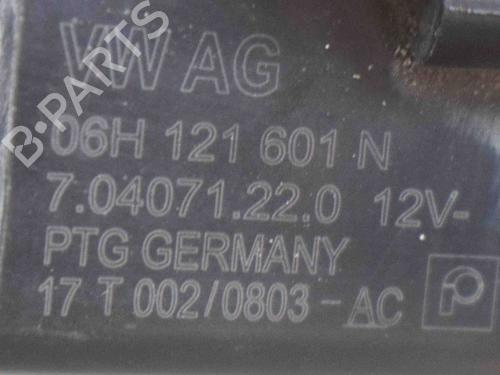 VW AG
06H 121 601 N
7.04071.22.0 12V-
PTG GERMANY
17 T 002/0803-AC
B-PARTS